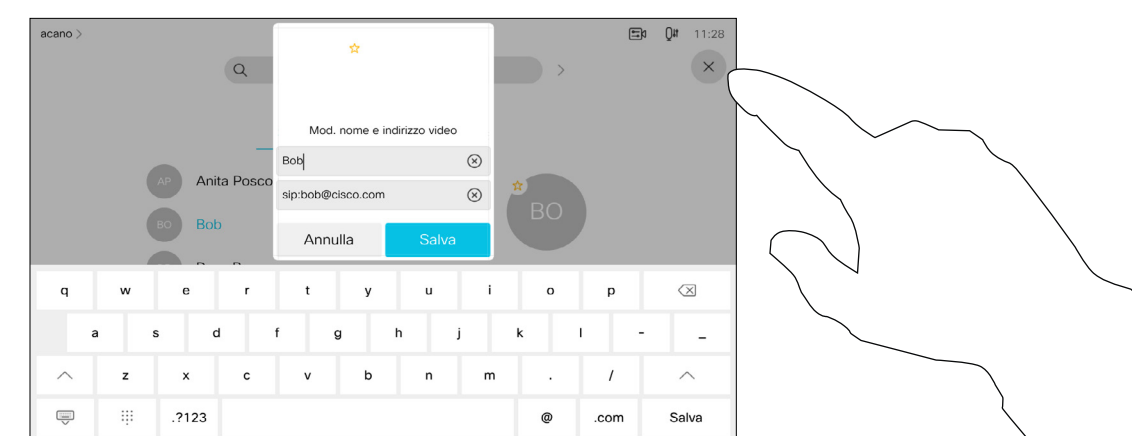 acano >
11:28
Mod. nome e indirizzo video
Bob
sip:bob@cisco.com
Annulla Salva
AP Anita Posco
BO Bob
BO
q w e r t y u i o p
a s d f g h j k l - _
z x c v b n m . /
.?123 @ .com Salva